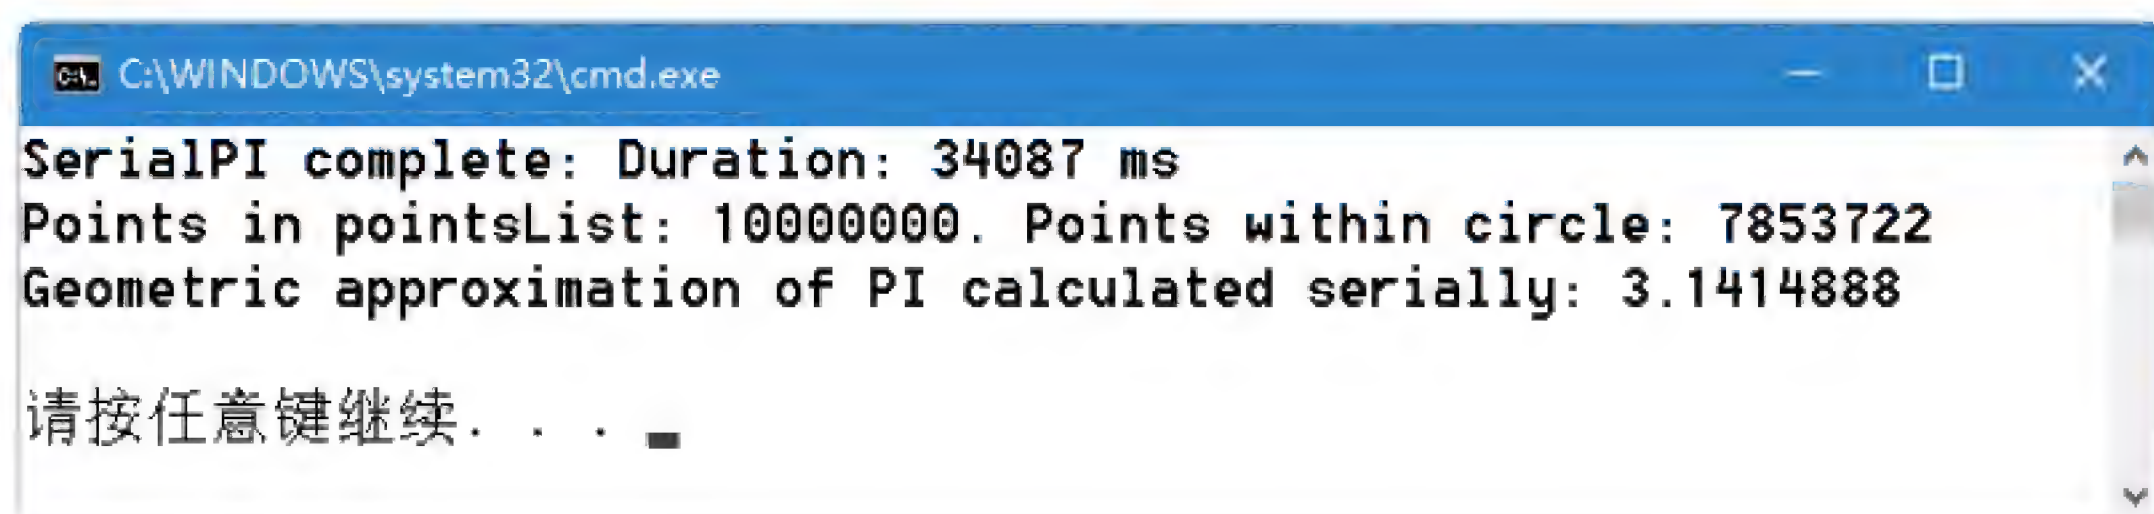 C:\WINDOWS\system32\cmd.exe
SerialPI complete: Duration: 34087 ms
Points in pointsList: 10000000. Points within circle: 7853722
Geometric approximation of PI calculated serially: 3.1414888
请按任意键继续. . .